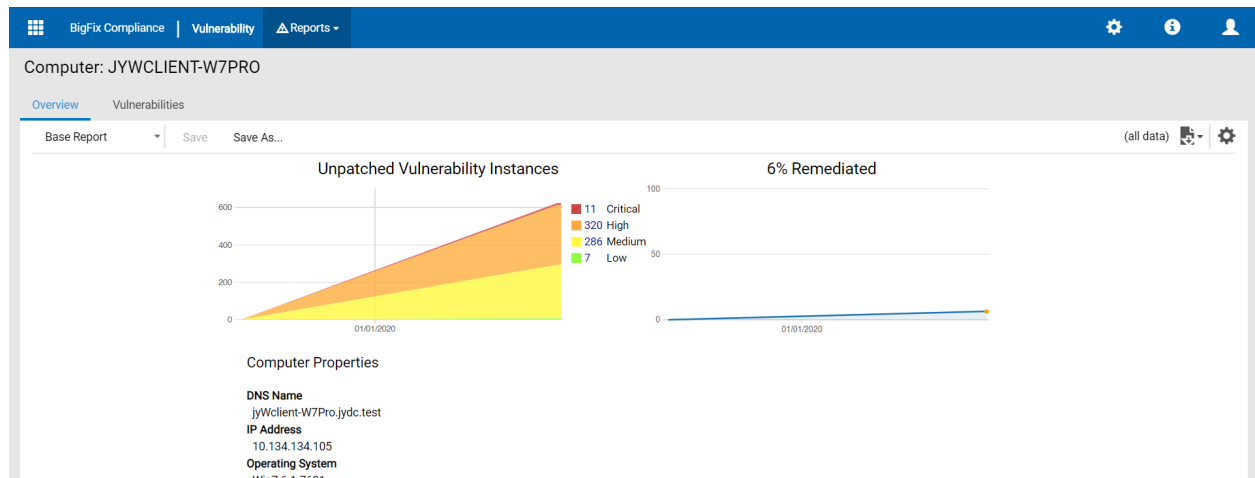 BigFix Compliance | Vulnerability Reports
Computer: JYWCLIENT-W7PRO
Overview Vulnerabilities
Base Report Save Save As... (all data)
Unpatched Vulnerability Instances
600
400
200
0
01/01/2020
11 Critical
320 High
286 Medium
7 Low
6% Remediated
100
50
0
01/01/2020
Computer Properties
DNS Name
jyWclient-W7Pro.jydc.test
IP Address
10.134.134.105
Operating System